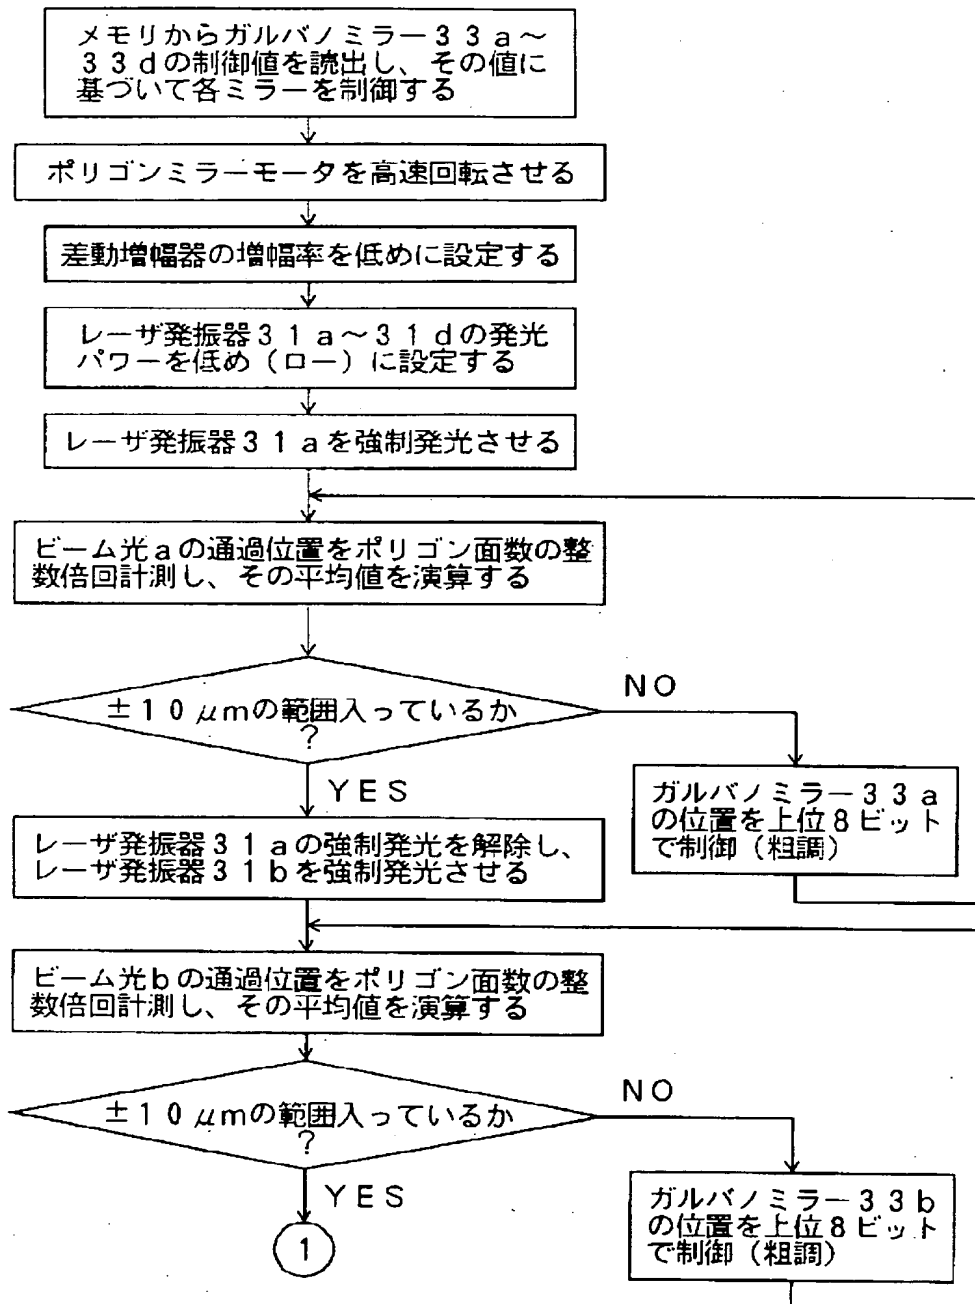 メモリからガルバノミラー33a〜
33dの制御値を読出し、その値に
基づいて各ミラーを制御する
ポリゴンミラーモータを高速回転させる
差動増幅器の増幅率を低めに設定する
レーザ発振器31a〜31dの発光
パワーを低め（ロー）に設定する
レーザ発振器31aを強制発光させる
ビーム光aの通過位置をポリゴン面数の整
数倍回計測し、その平均値を演算する
±10μmの範囲入っているか
?
NO
YES
ガルバノミラー33a
の位置を上位8ビット
で制御（粗調）
レーザ発振器31aの強制発光を解除し、
レーザ発振器31bを強制発光させる
ビーム光bの通過位置をポリゴン面数の整
数倍回計測し、その平均値を演算する
±10μmの範囲入っているか
?
NO
YES
ガルバノミラー33b
の位置を上位8ビット
で制御（粗調）
1